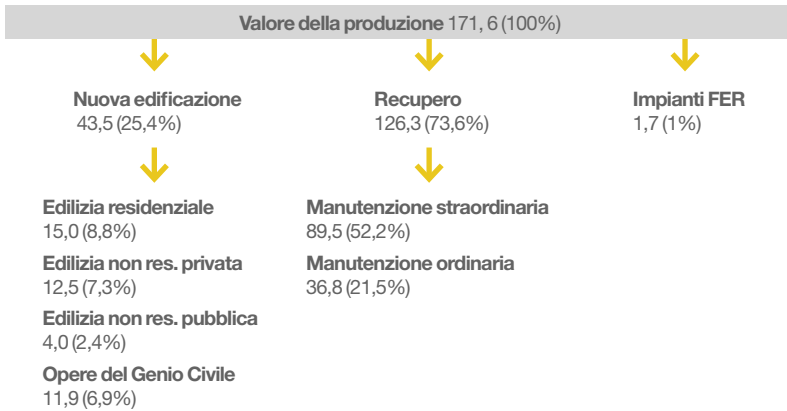 Valore della produzione 171, 6 (100%)
Nuova edificazione
43,5 (25,4%)
Recupero
126,3 (73,6%)
Impianti FER
1,7 (1%)
Edilizia residenziale
15,0 (8,8%)
Edilizia non res. privata
12,5 (7,3%)
Edilizia non res. pubblica
4,0 (2,4%)
Opere del Genio Civile
11,9 (6,9%)
Manutenzione straordinaria
89,5 (52,2%)
Manutenzione ordinaria
36,8 (21,5%)